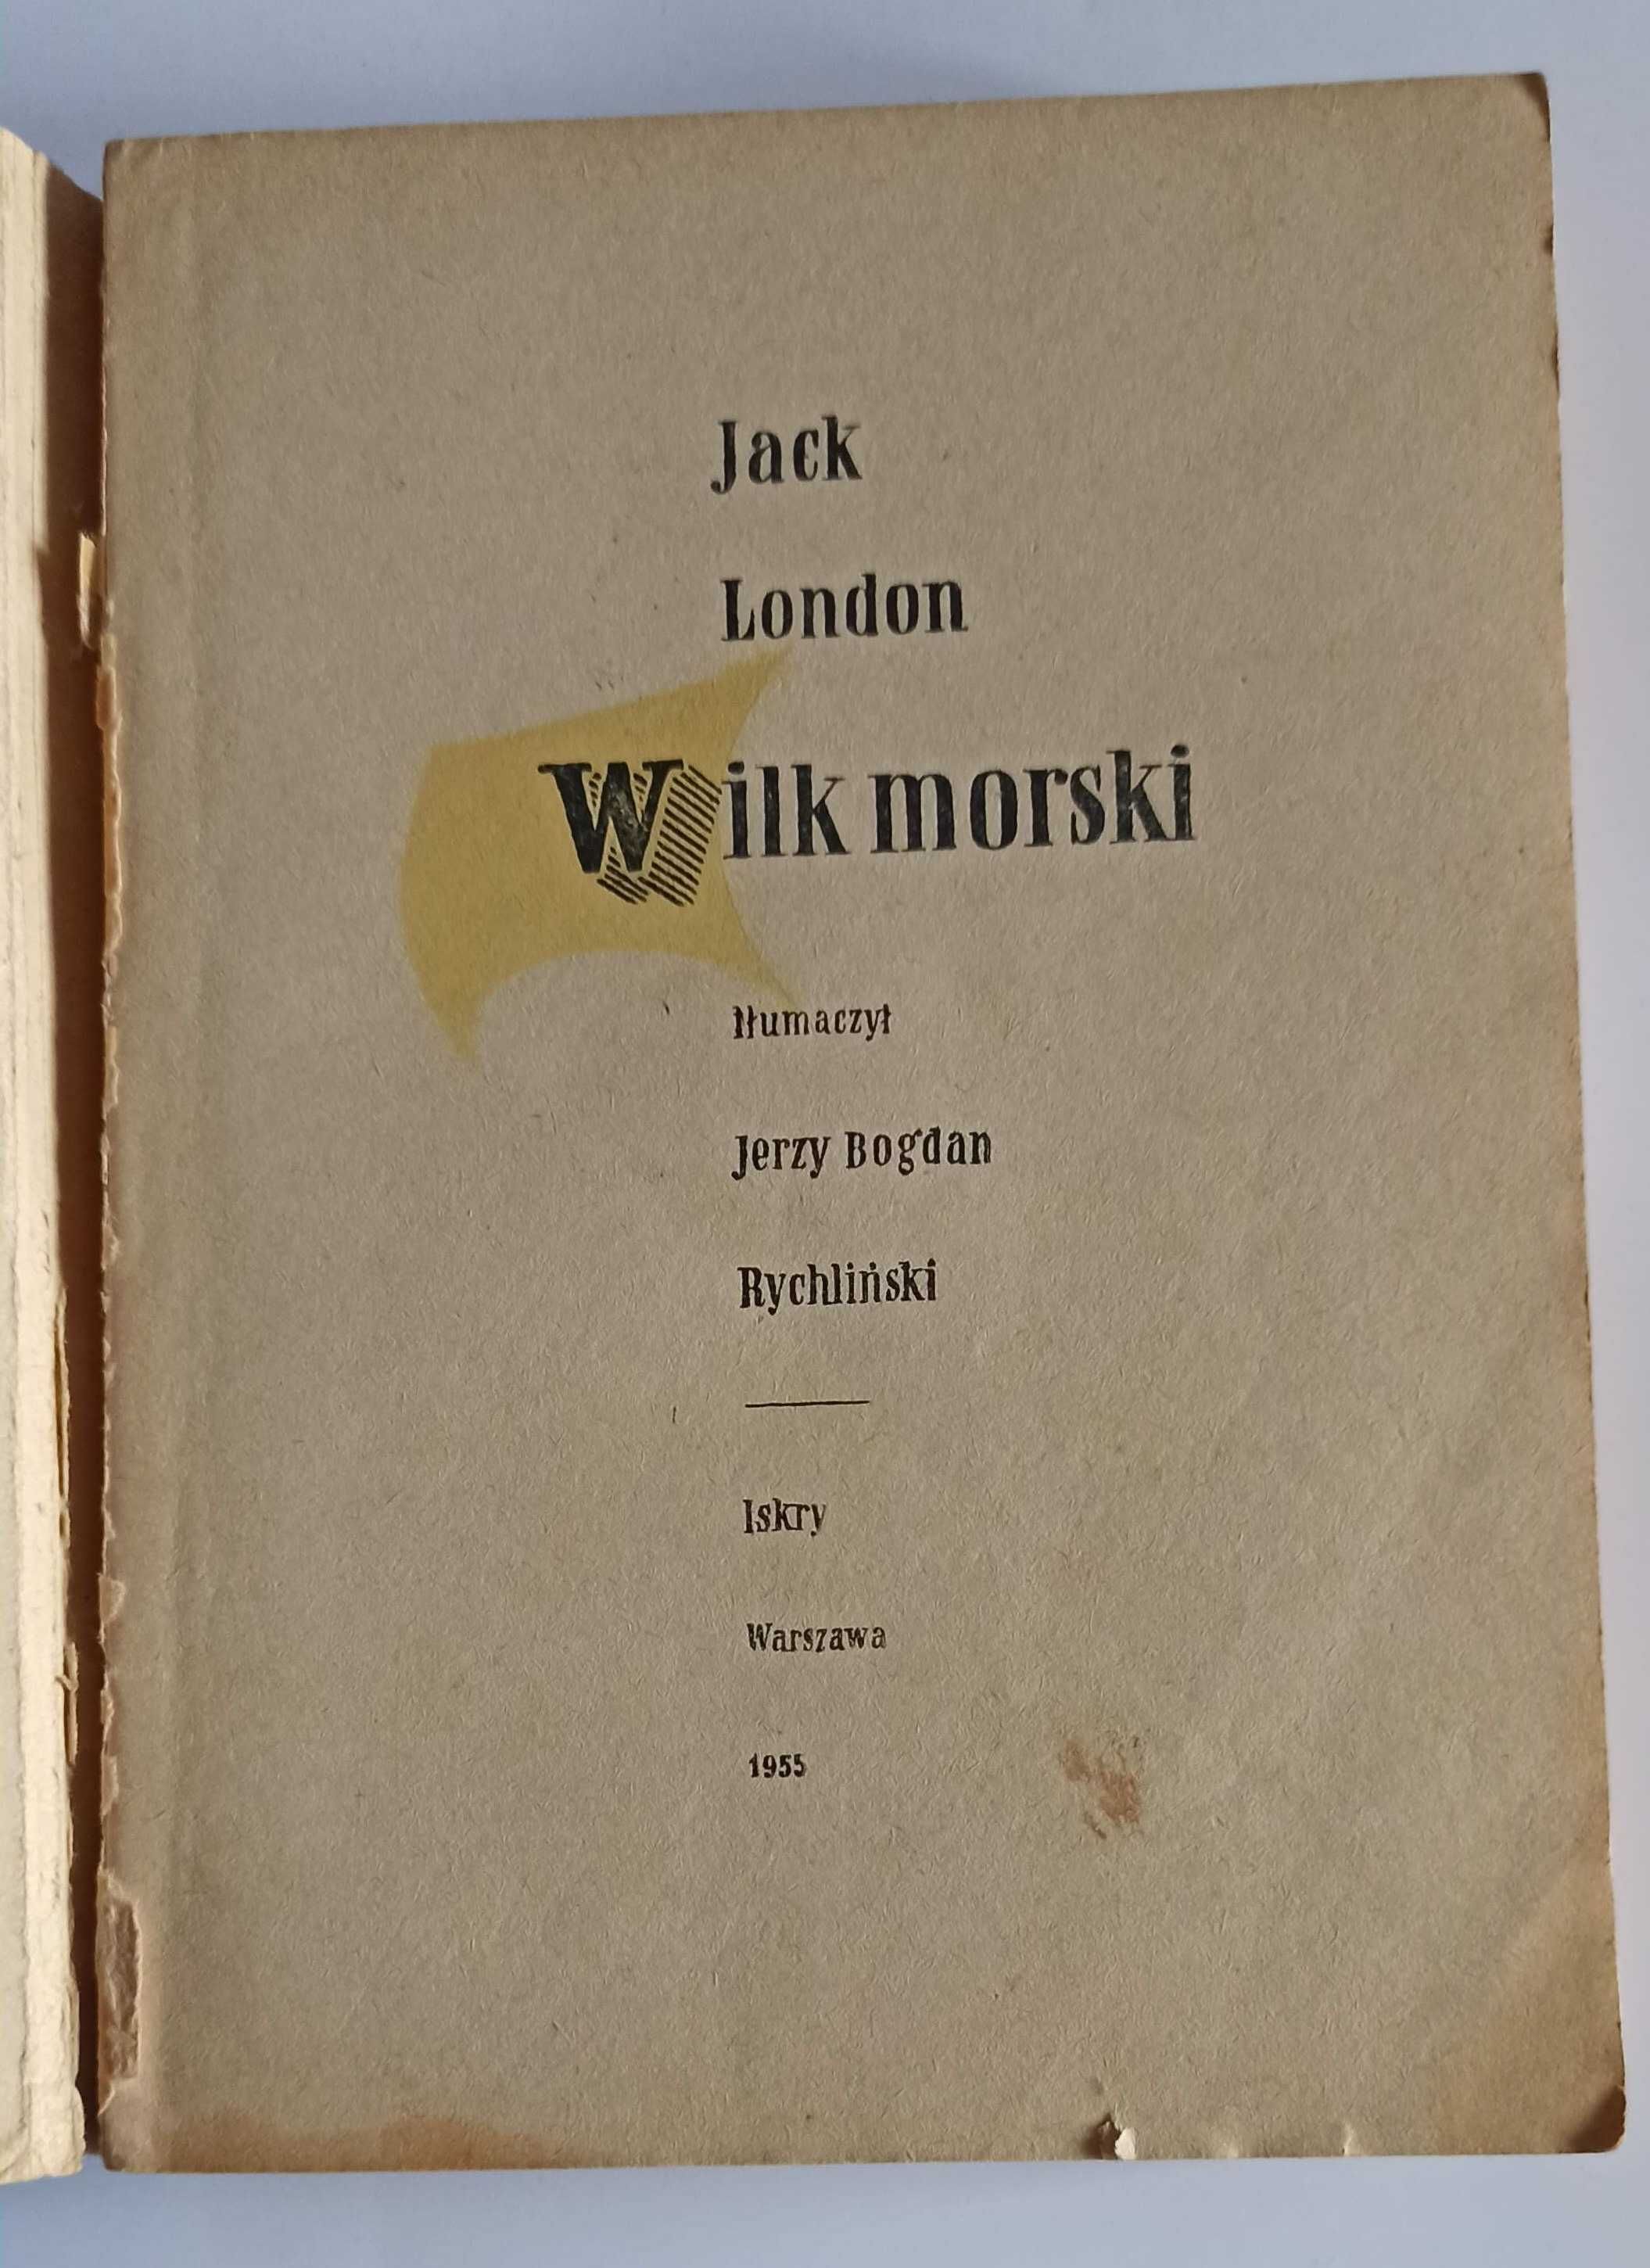 Jack
London
Wilk morski
Tłumaczył
Jerzy Bogdan
Rychliński
Iskry
Warszawa
1955